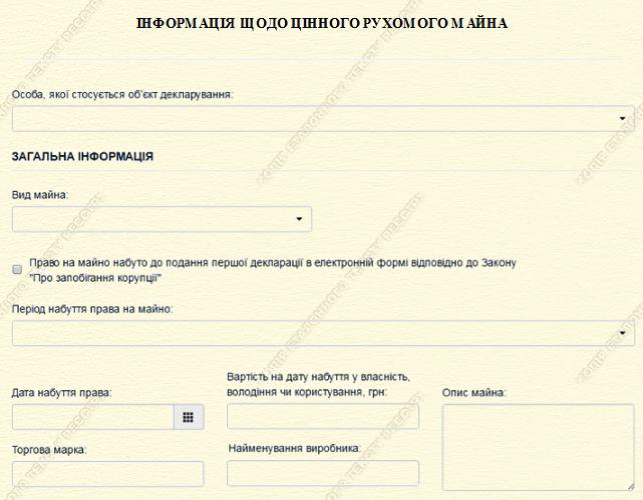 ІНФОРМАЦІЯ ЩОДО ЦІННОГО РУХОМОГО МАЙНА
Особа, якої стосується об'єкт декларування:
ЗАГАЛЬНА ІНФОРМАЦІЯ
Вид майна:
Право на майно набуто до подання першої декларації в електронній формі відповідно до Закону
"Про запобігання корупції"
Період набуття права на майно:
Дата набуття права:
Вартість на дату набуття у власність,
володіння чи користування, грн:
Опис майна:
Торгова марка:
Найменування виробника: